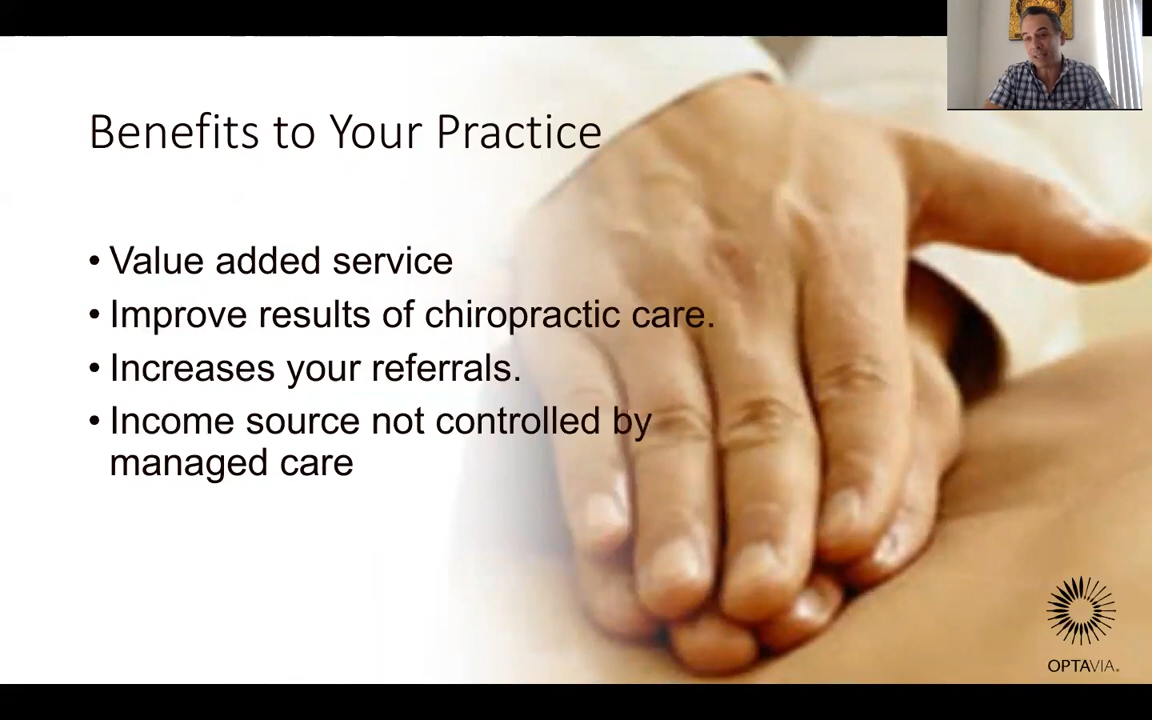 Benefits to Your Practice
• Value added service
• Improve results of chiropractic care.
• Increases your referrals.
• Income source not controlled by
managed care
OPTAVIA®